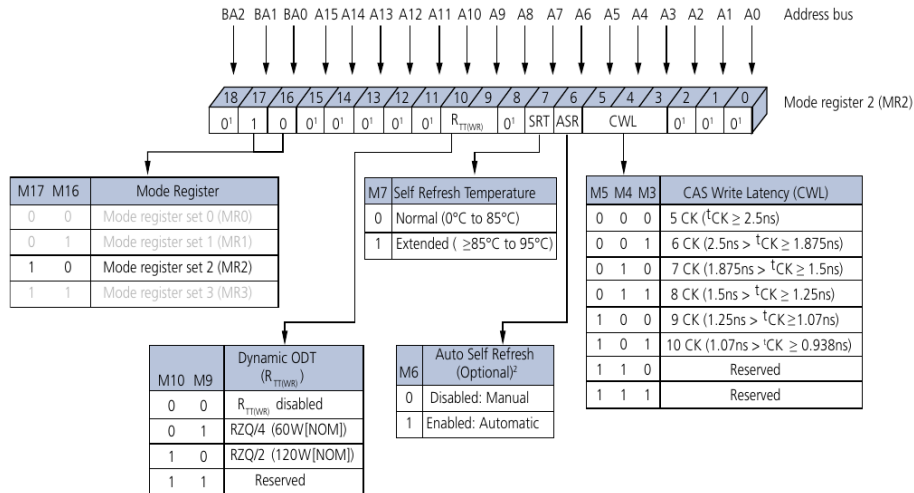 BA2 BA1 BA0 A15 A14 A13 A12 A11 A10 A9 A8 A7 A6 A5 A4 A3 A2 A1 A0 Address bus
18 17 16 15 14 13 12 11 10 9 8 7 6 5 4 3 2 1 0
Mode register 2 (MR2)
0¹ 1 0 0¹ 0¹ 0¹ 0¹ 0¹ R_TT(WR) 0¹ SRT ASR CWL 0¹ 0¹ 0¹
M17 M16 Mode Register
0 0 Mode register set 0 (MR0)
0 1 Mode register set 1 (MR1)
1 0 Mode register set 2 (MR2)
1 1 Mode register set 3 (MR3)
M7 Self Refresh Temperature
0 Normal (0°C to 85°C)
1 Extended ( ≥85°C to 95°C)
M5 M4 M3 CAS Write Latency (CWL)
0 0 0 5 CK (ᵗCK ≥ 2.5ns)
0 0 1 6 CK (2.5ns > ᵗCK ≥ 1.875ns)
0 1 0 7 CK (1.875ns > ᵗCK ≥ 1.5ns)
0 1 1 8 CK (1.5ns > ᵗCK ≥ 1.25ns)
1 0 0 9 CK (1.25ns > ᵗCK≥1.07ns)
1 0 1 10 CK (1.07ns > ᵗCK ≥ 0.938ns)
1 1 0 Reserved
1 1 1 Reserved
M10 M9 Dynamic ODT
(R_TT(WR) )
0 0 R_TT(WR) disabled
0 1 RZQ/4 (60W[NOM])
1 0 RZQ/2 (120W[NOM])
1 1 Reserved
M6 Auto Self Refresh
(Optional)²
0 Disabled: Manual
1 Enabled: Automatic